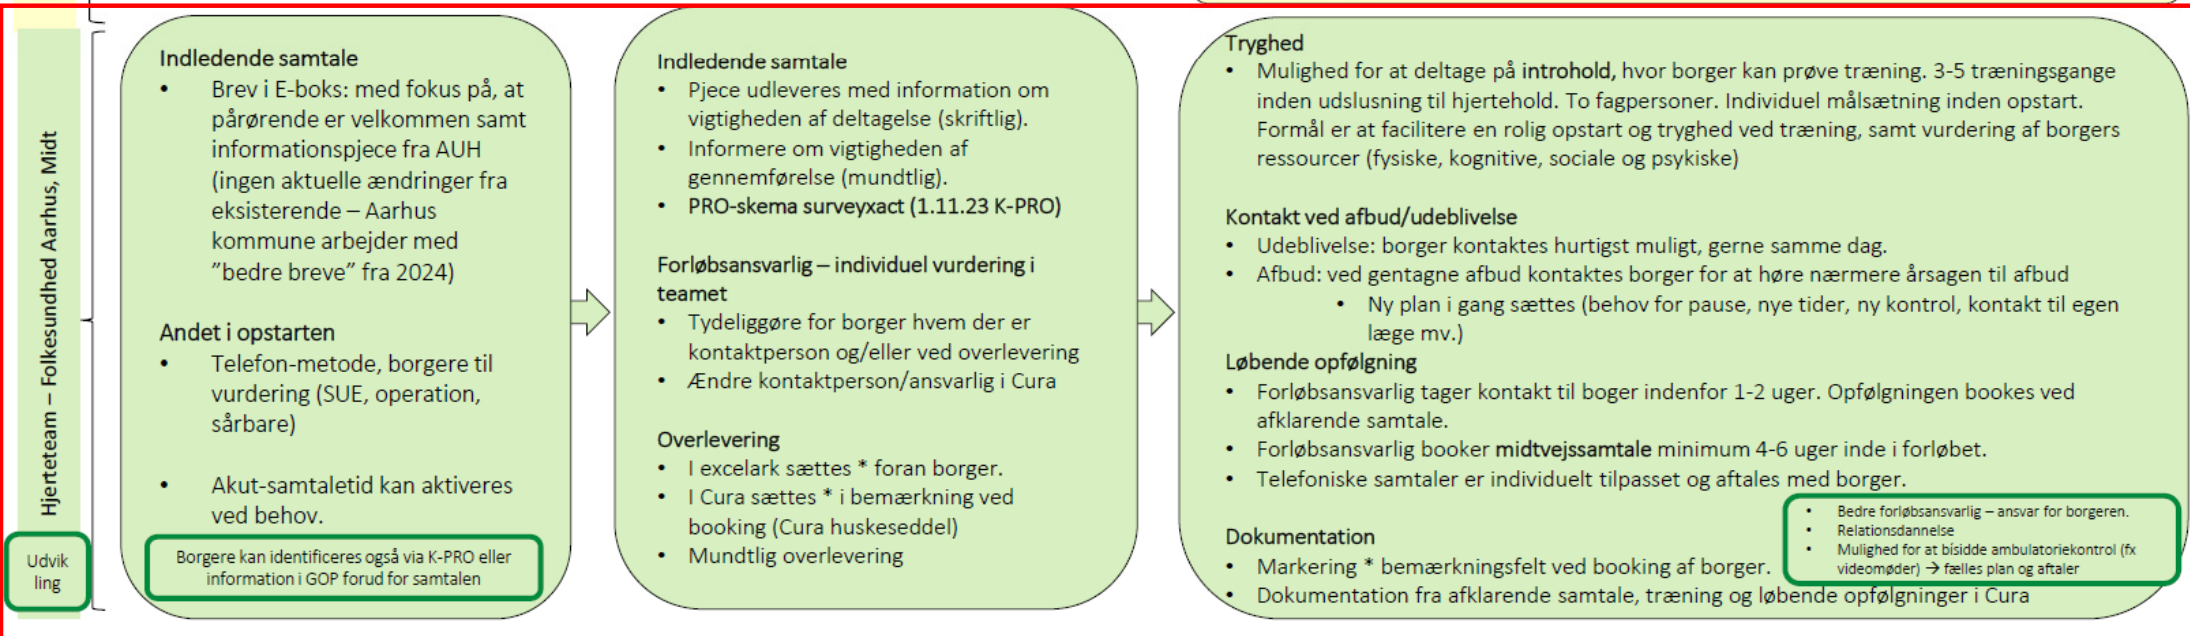 Hjerteteam – Folkesundhed Aarhus, Midt
Udvik
ling
Indledende samtale
• Brev i E-boks: med fokus på, at
pårørende er velkommen samt
informationspjece fra AUH
(ingen aktuelle ændringer fra
eksisterende – Aarhus
kommune arbejder med
”bedre breve” fra 2024)
Andet i opstarten
• Telefon-metode, borgere til
vurdering (SUE, operation,
sårbare)
• Akut-samtaletid kan aktiveres
ved behov.
Borgere kan identificeres også via K-PRO eller
information i GOP forud for samtalen
Indledende samtale
• Pjece udleveres med information om
vigtigheden af deltagelse (skriftlig).
• Informere om vigtigheden af
gennemførelse (mundtlig).
• PRO-skema surveyxact (1.11.23 K-PRO)
Forløbsansvarlig – individuel vurdering i
teamet
• Tydeliggøre for borger hvem der er
kontaktperson og/eller ved overlevering
• Ændre kontaktperson/ansvarlig i Cura
Overlevering
• I excelark sættes * foran borger.
• I Cura sættes * i bemærkning ved
booking (Cura huskeseddel)
• Mundtlig overlevering
Tryghed
• Mulighed for at deltage på introhold, hvor borger kan prøve træning. 3-5 træningsgange
inden udslusning til hjertehold. To fagpersoner. Individuel målsætning inden opstart.
Formål er at facilitere en rolig opstart og tryghed ved træning, samt vurdering af borgers
ressourcer (fysiske, kognitive, sociale og psykiske)
Kontakt ved afbud/udeblivelse
• Udeblivelse: borger kontaktes hurtigst muligt, gerne samme dag.
• Afbud: ved gentagne afbud kontaktes borger for at høre nærmere årsagen til afbud
• Ny plan i gang sættes (behov for pause, nye tider, ny kontrol, kontakt til egen
læge mv.)
Løbende opfølgning
• Forløbsansvarlig tager kontakt til boger indenfor 1-2 uger. Opfølgningen bookes ved
afklarende samtale.
• Forløbsansvarlig booker midtvejssamtale minimum 4-6 uger inde i forløbet.
• Telefoniske samtaler er individuelt tilpasset og aftales med borger.
Dokumentation
• Markering * bemærkningsfelt ved booking af borger.
• Dokumentation fra afklarende samtale, træning og løbende opfølgninger i Cura
• Bedre forløbsansvarlig – ansvar for borgeren.
• Relationsdannelse
• Mulighed for at bisidde ambulatoriekontrol (fx
videomøder) → fælles plan og aftaler